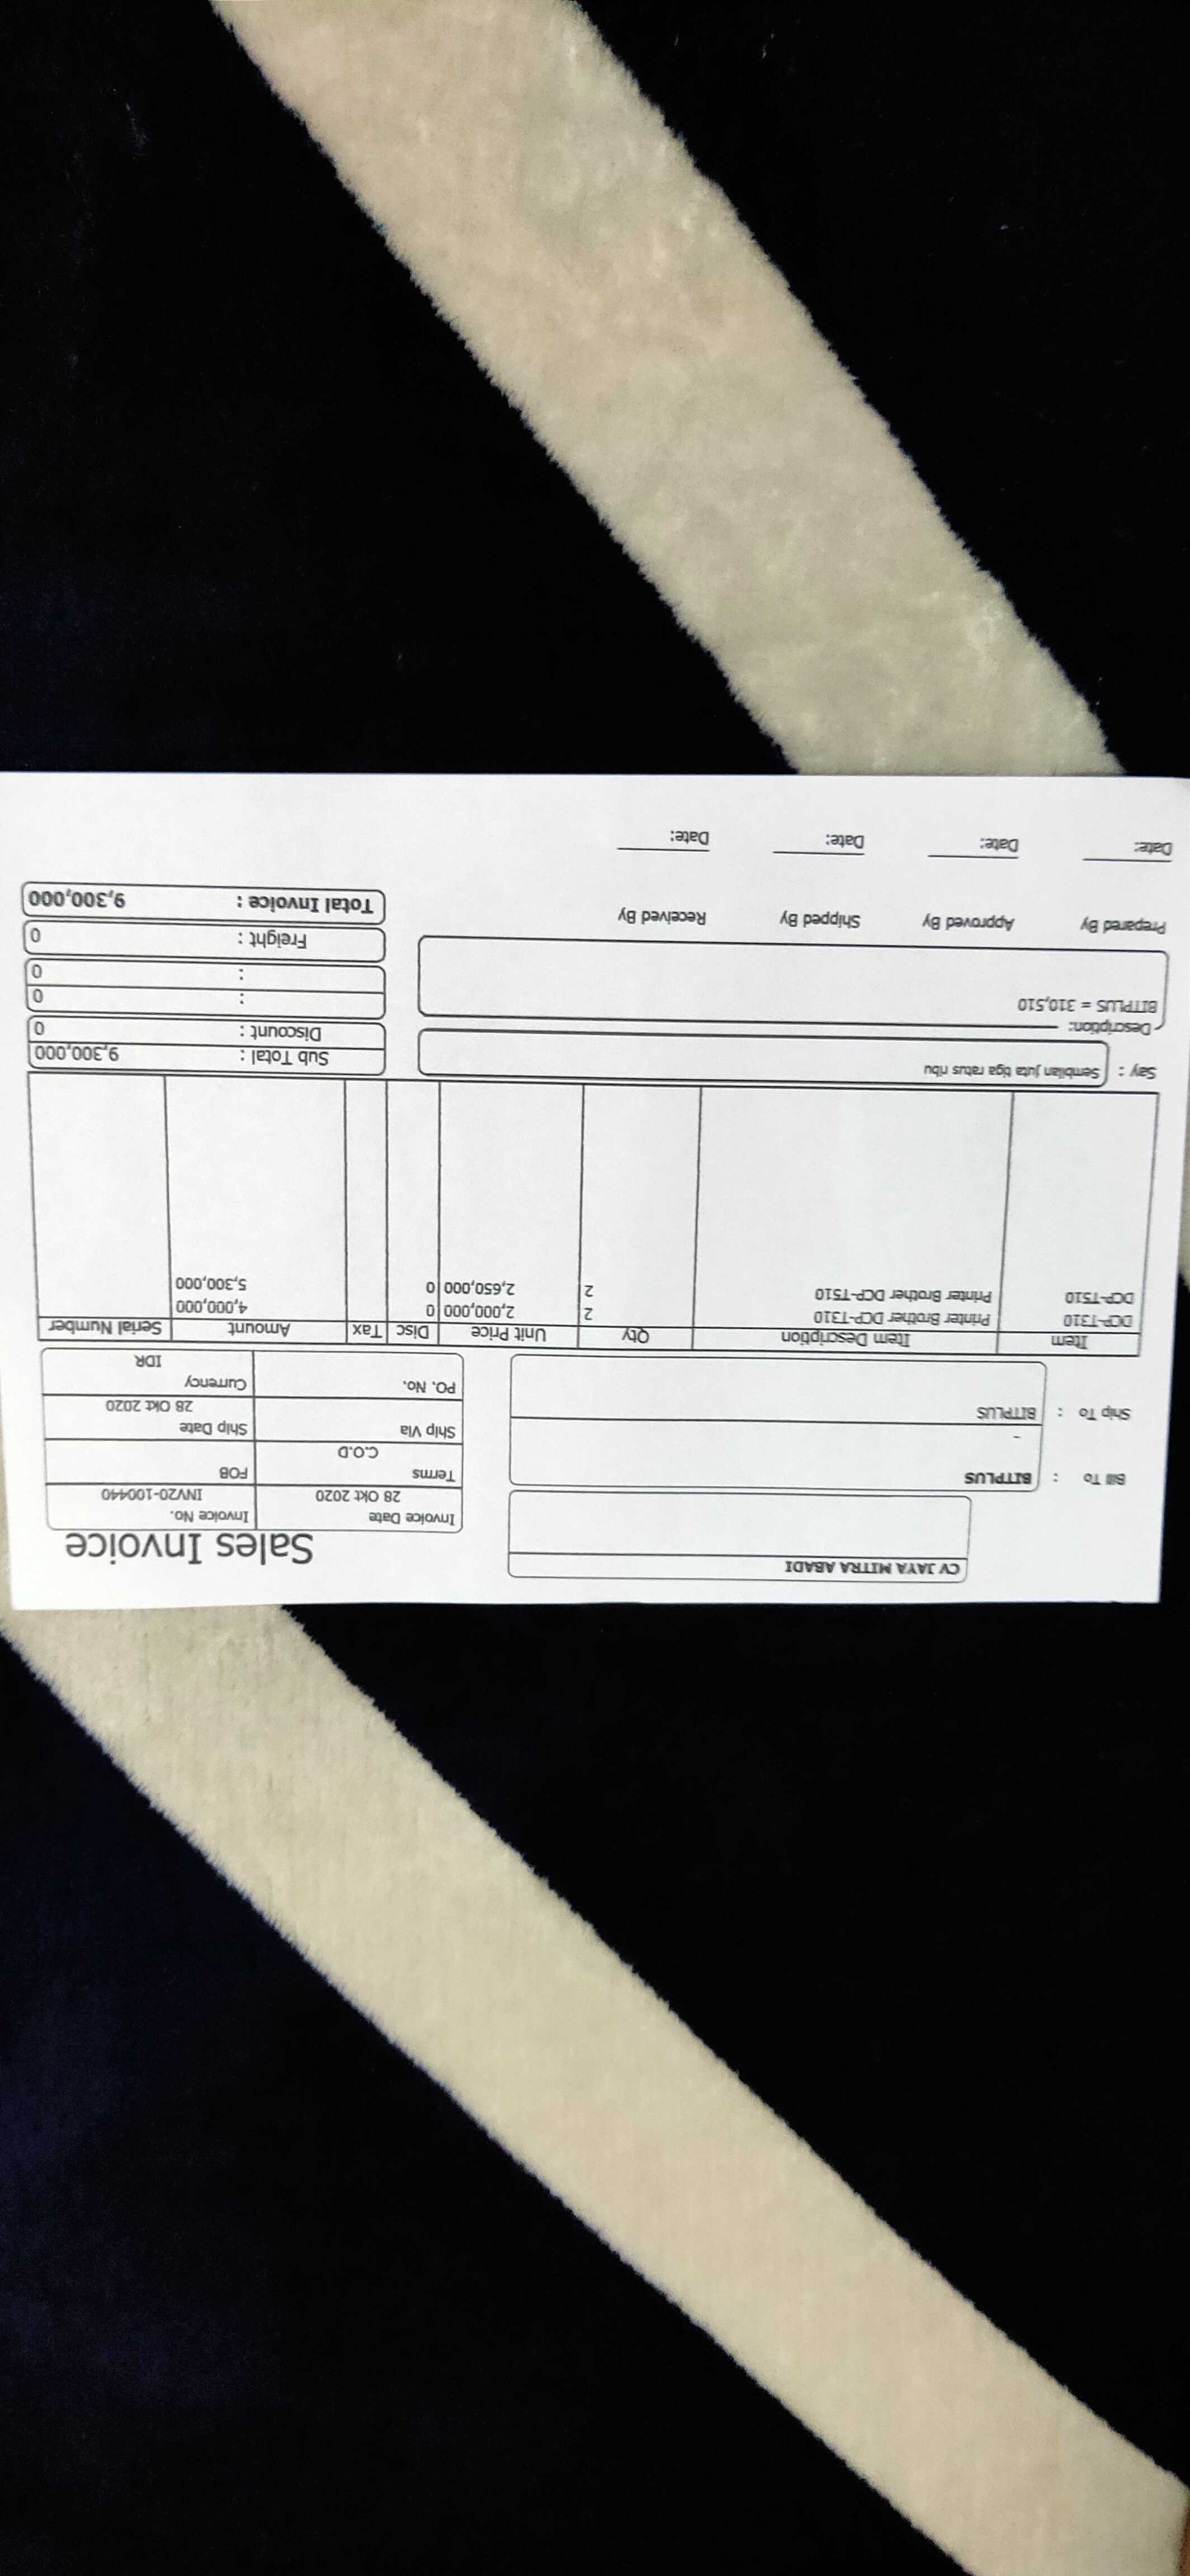 CV JAYA MITRA ABADI
Sales Invoice
Bill To : BITPLUS
-
Ship To : BITPLUS
Invoice Date
28 Okt 2020
Invoice No.
INV20-100440
Terms
C.O.D
FOB
Ship Via
Ship Date
28 Okt 2020
PO. No.
Currency
IDR
Item Item Description Qty Unit Price Disc Tax Amount Serial Number
DCP-T310 Printer Brother DCP-T310 2 2,000,000 0 4,000,000
DCP-T510 Printer Brother DCP-T510 2 2,650,000 0 5,300,000
Say : Sembilan juta tiga ratus ribu
Description:
BITPLUS = 310,510
Sub Total : 9,300,000
Discount : 0
: 0
: 0
Freight : 0
Total Invoice : 9,300,000
Prepared By Approved By Shipped By Received By
Date: Date: Date: Date: